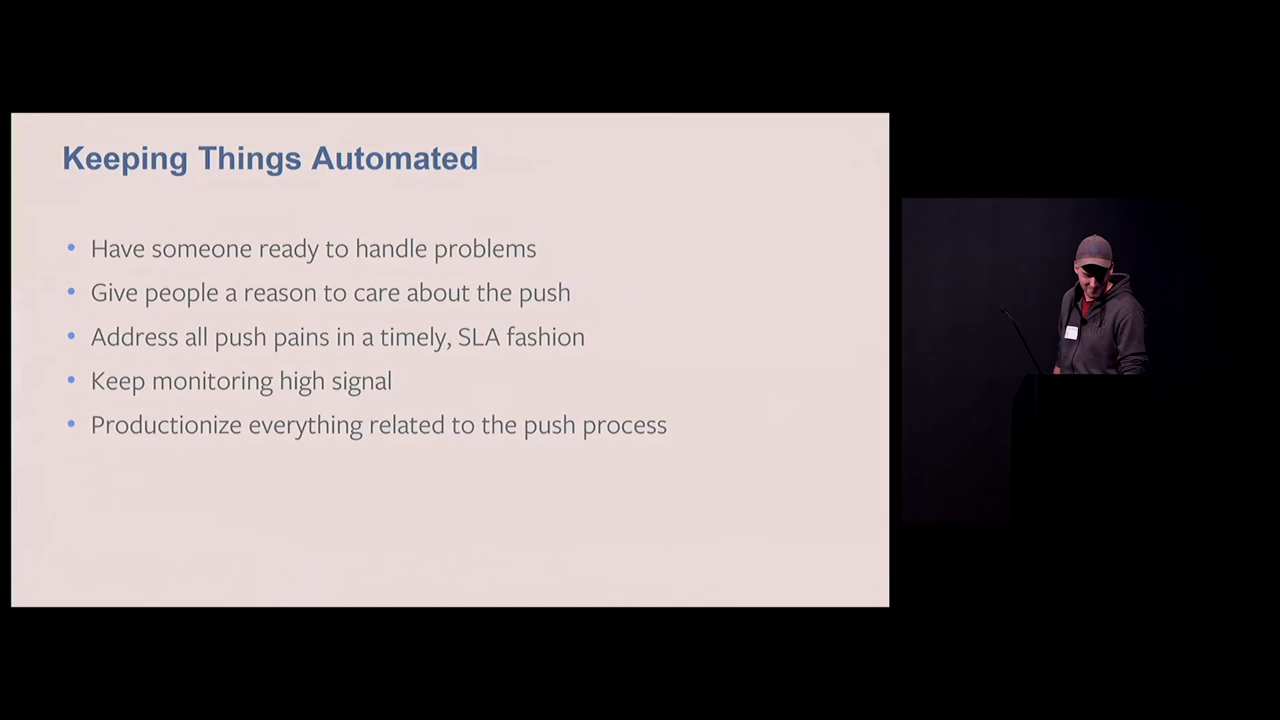 Keeping Things Automated
• Have someone ready to handle problems
• Give people a reason to care about the push
• Address all push pains in a timely, SLA fashion
• Keep monitoring high signal
• Productionize everything related to the push process